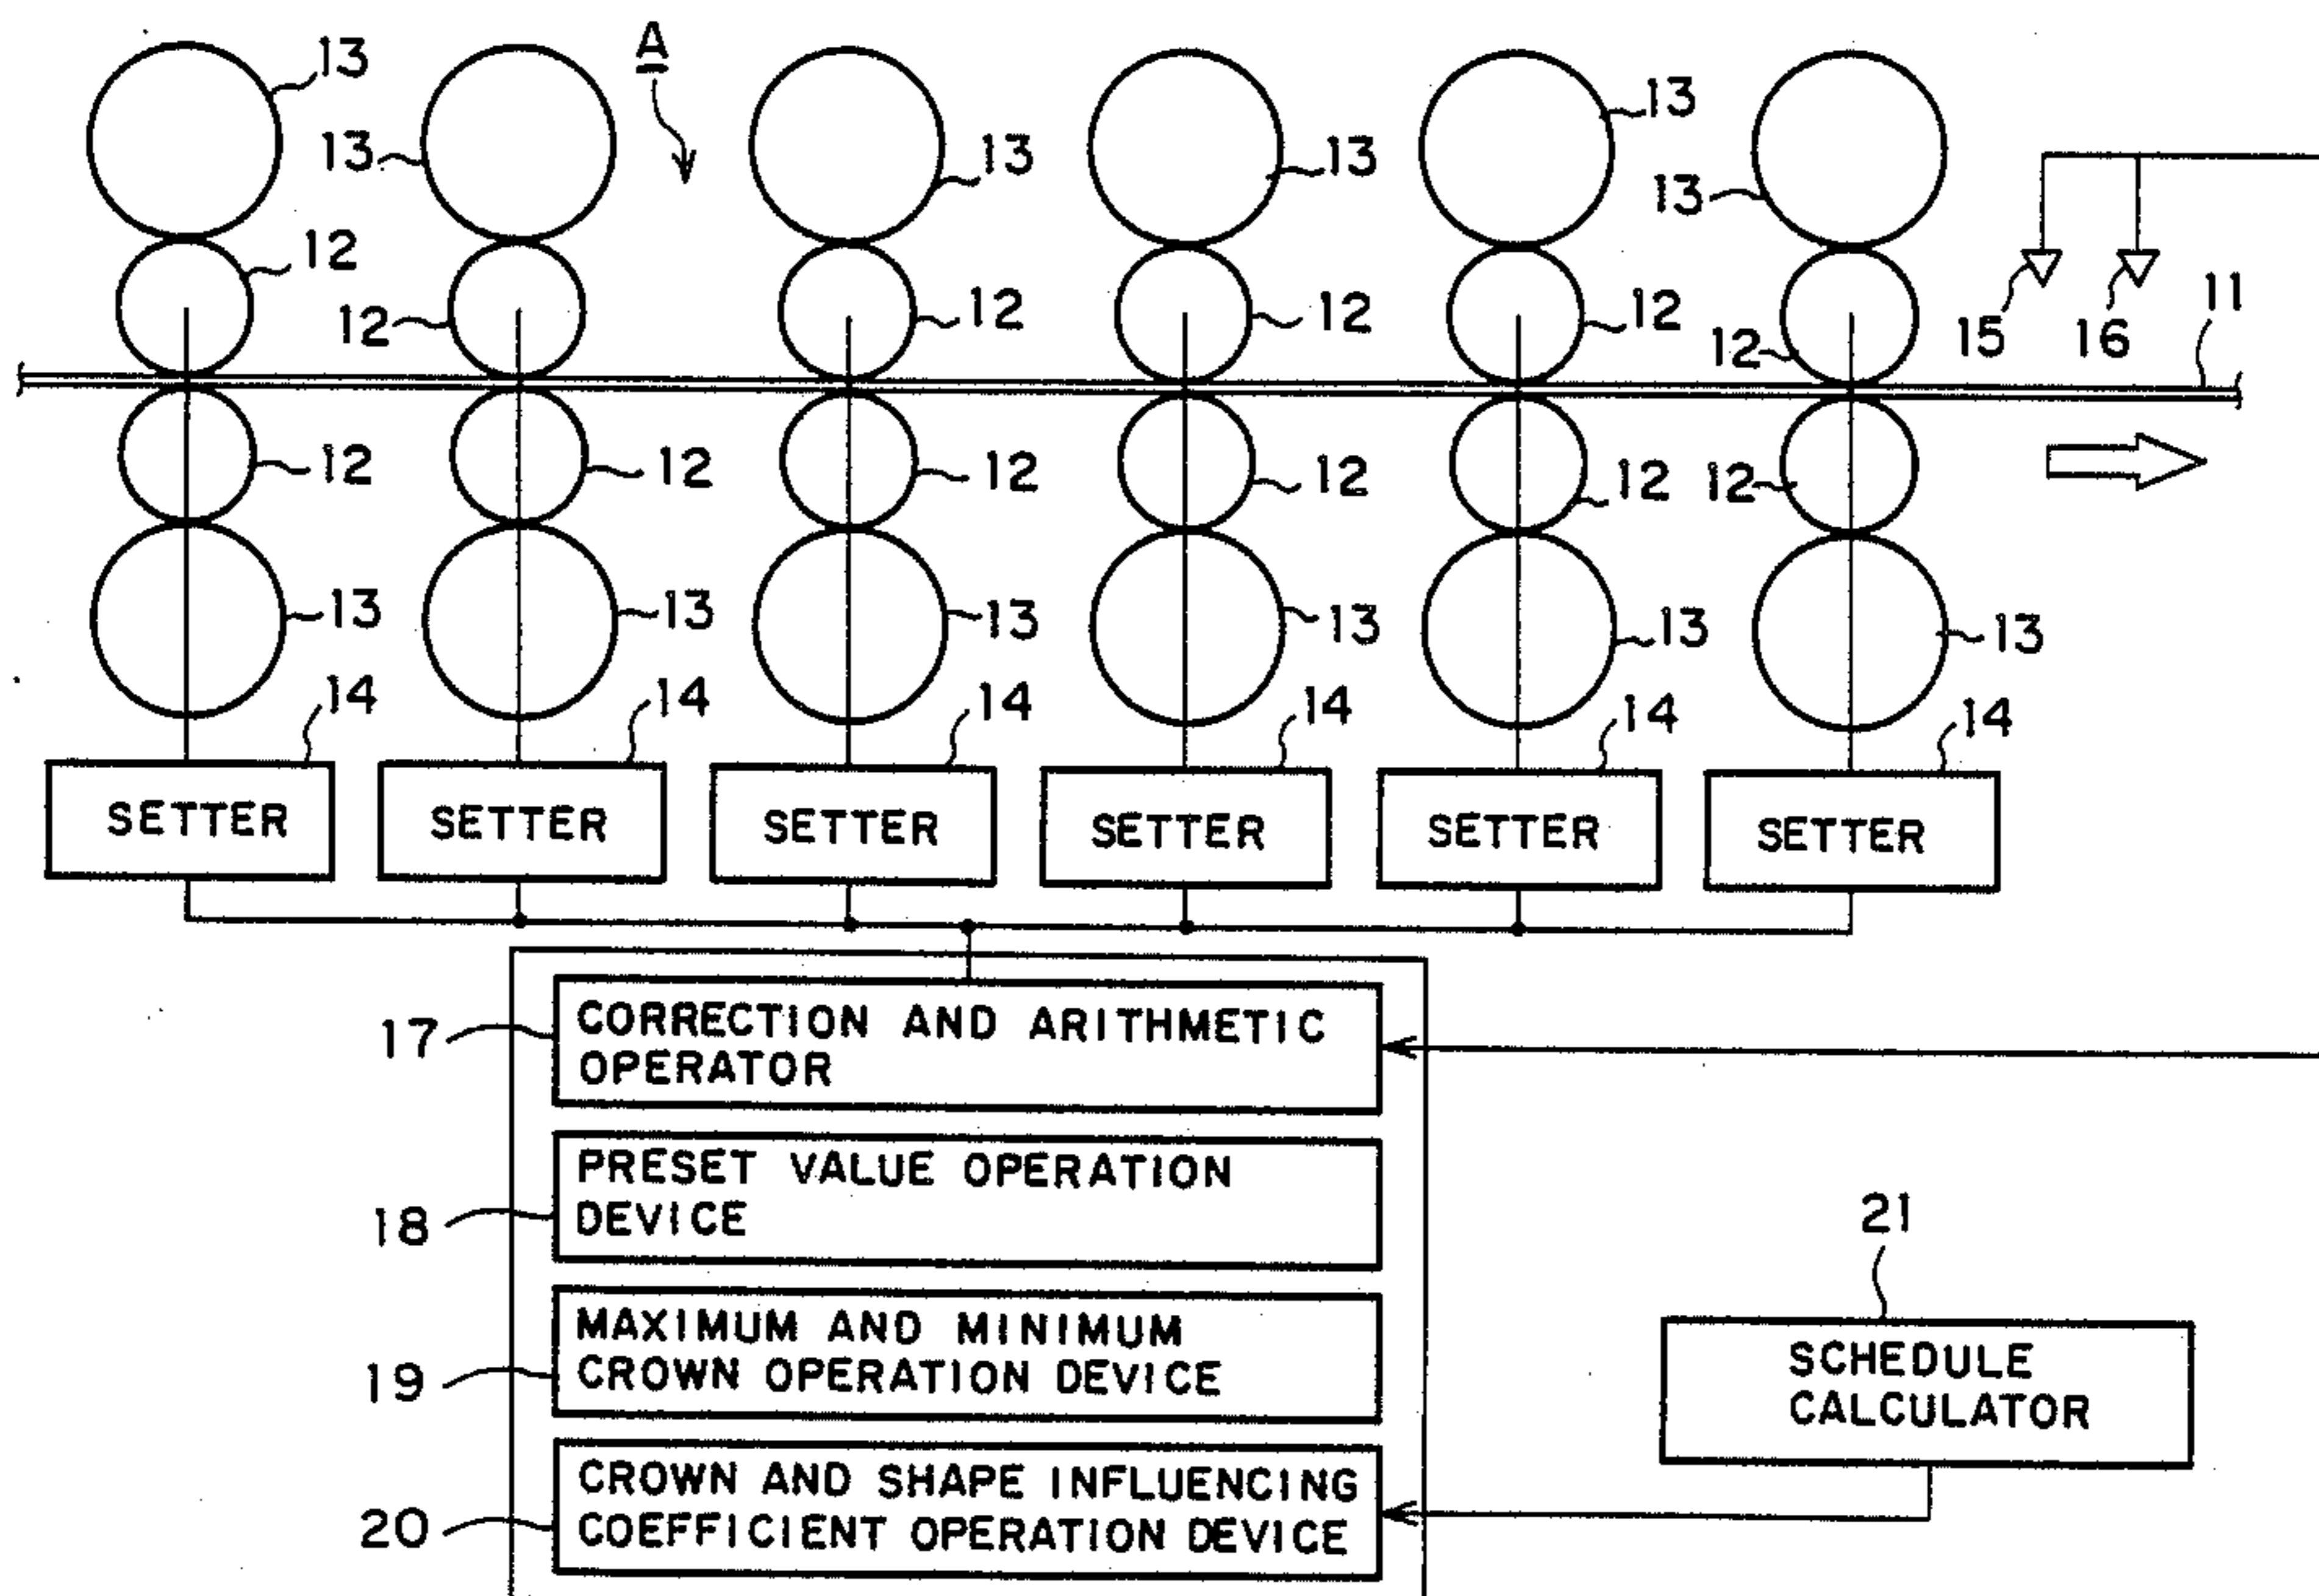 A
13
13
13
13
13
13
12
12
12
12
12
12
15
16
11
12
12
12
12
12
12
13
13
13
13
13
13
14
14
14
14
14
14
SETTER
SETTER
SETTER
SETTER
SETTER
SETTER
17
CORRECTION AND ARITHMETIC
OPERATOR
18
PRESET VALUE OPERATION
DEVICE
19
MAXIMUM AND MINIMUM
CROWN OPERATION DEVICE
20
CROWN AND SHAPE INFLUENCING
COEFFICIENT OPERATION DEVICE
21
SCHEDULE
CALCULATOR